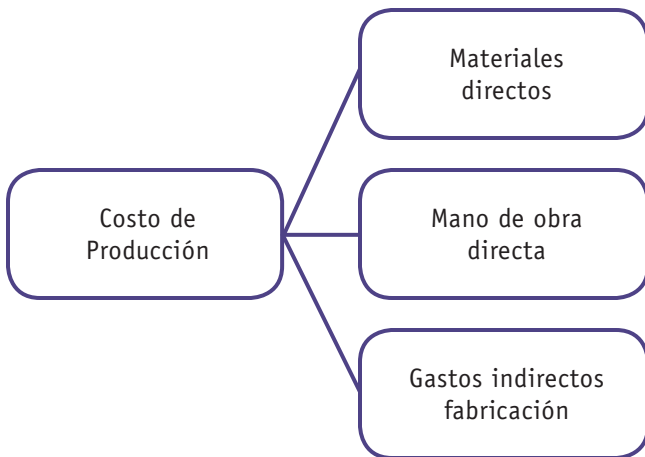 Costo de
Producción
Materiales
directos
Mano de obra
directa
Gastos indirectos
fabricación